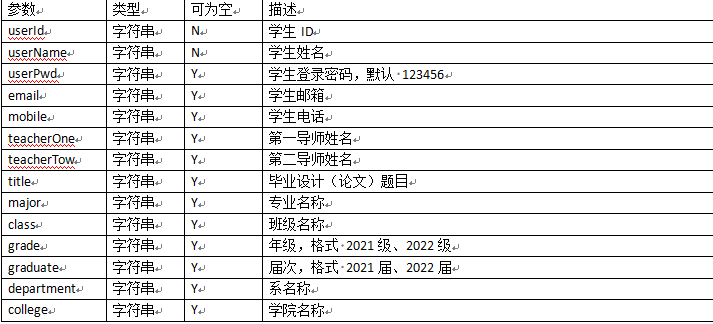 参数 类型 可为空 描述
userId 字符串 N 学生 ID
userName 字符串 N 学生姓名
userPwd 字符串 Y 学生登录密码，默认 123456
email 字符串 Y 学生邮箱
mobile 字符串 Y 学生电话
teacherOne 字符串 Y 第一导师姓名
teacherTow 字符串 Y 第二导师姓名
title 字符串 Y 毕业设计（论文）题目
major 字符串 Y 专业名称
class 字符串 Y 班级名称
grade 字符串 Y 年级，格式 2021 级、2022 级
graduate 字符串 Y 届次，格式 2021 届、2022 届
department 字符串 Y 系名称
college 字符串 Y 学院名称